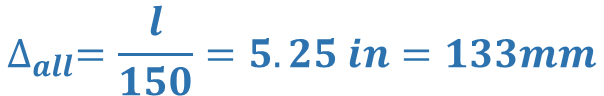 Δ_all = l/150 = 5.25 in = 133mm